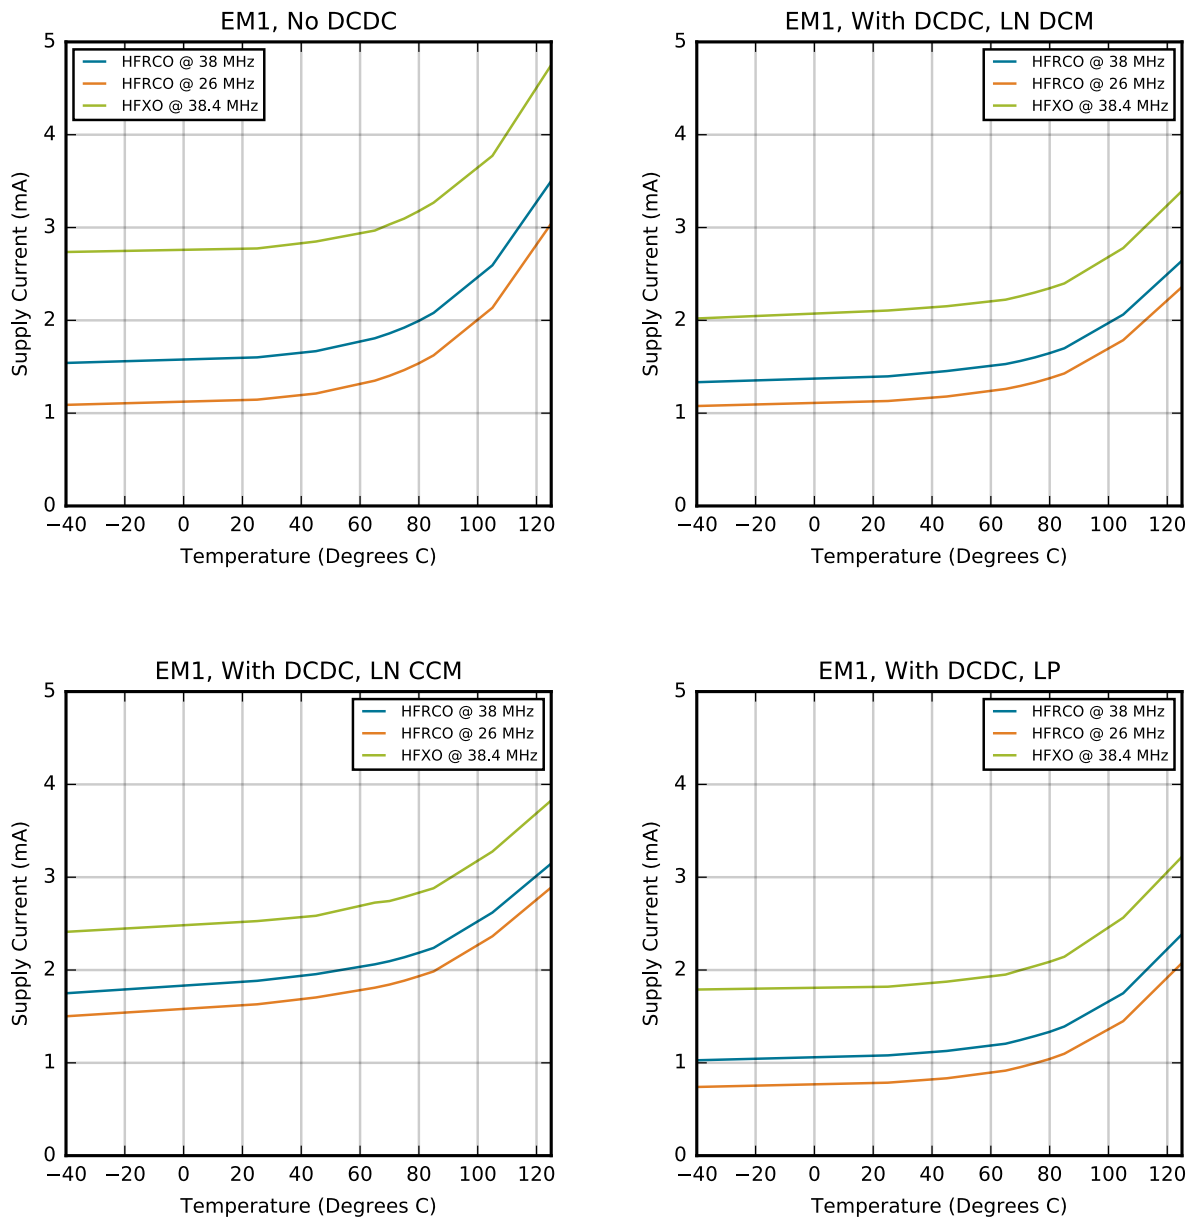 EM1, No DCDC
5
4
3
2
1
0
Supply Current (mA)
HFRCO @ 38 MHz
HFRCO @ 26 MHz
HFXO @ 38.4 MHz
−40 −20 0 20 40 60 80 100 120
Temperature (Degrees C)
EM1, With DCDC, LN DCM
5
4
3
2
1
0
Supply Current (mA)
HFRCO @ 38 MHz
HFRCO @ 26 MHz
HFXO @ 38.4 MHz
−40 −20 0 20 40 60 80 100 120
Temperature (Degrees C)
EM1, With DCDC, LN CCM
5
4
3
2
1
0
Supply Current (mA)
HFRCO @ 38 MHz
HFRCO @ 26 MHz
HFXO @ 38.4 MHz
−40 −20 0 20 40 60 80 100 120
Temperature (Degrees C)
EM1, With DCDC, LP
5
4
3
2
1
0
Supply Current (mA)
HFRCO @ 38 MHz
HFRCO @ 26 MHz
HFXO @ 38.4 MHz
−40 −20 0 20 40 60 80 100 120
Temperature (Degrees C)